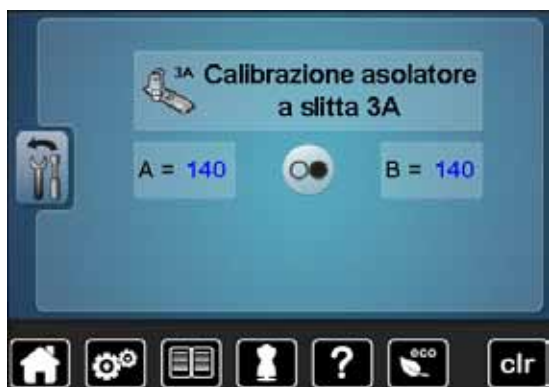 3A Calibrazione asolatore
a slitta 3A
A = 140
B = 140
?
eco
clr